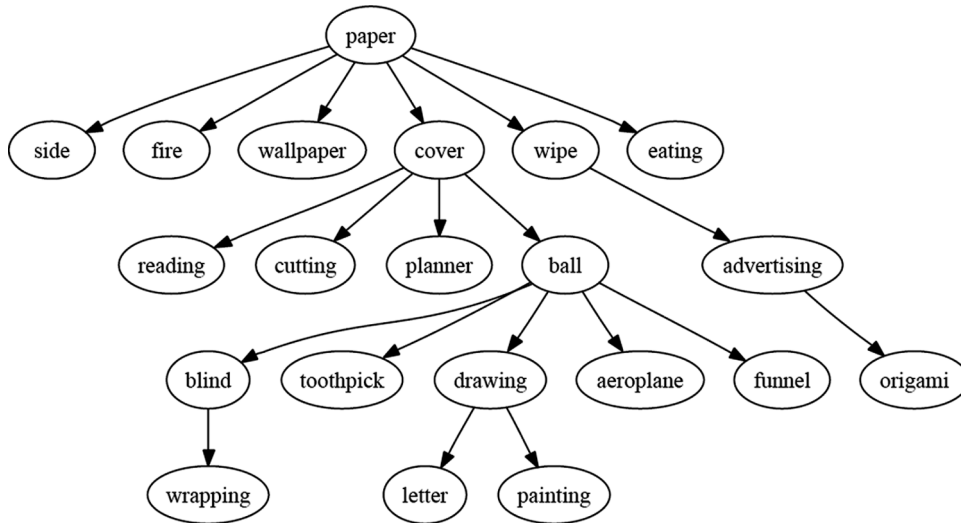 paper
side fire wallpaper cover wipe eating
reading cutting planner ball advertising
blind toothpick drawing aeroplane funnel origami
wrapping letter painting